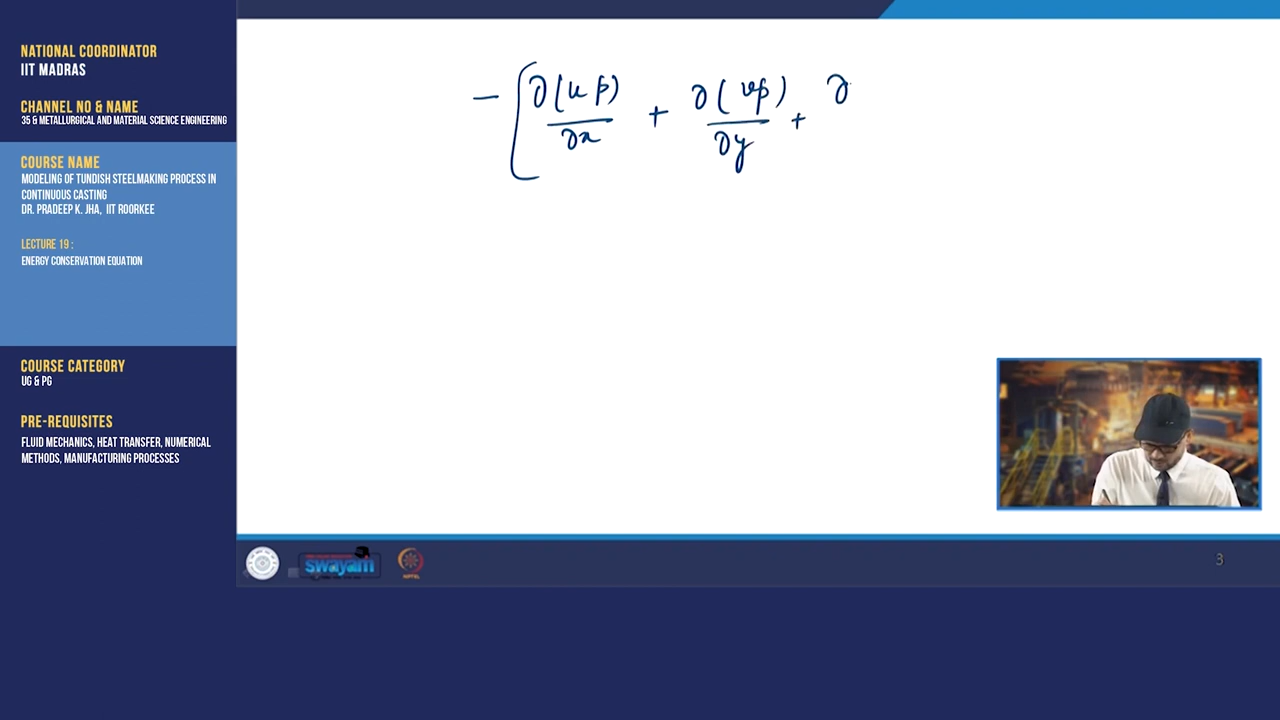 NATIONAL COORDINATOR
IIT MADRAS
CHANNEL NO & NAME
35 & METALLURGICAL AND MATERIAL SCIENCE ENGINEERING
COURSE NAME
MODELING OF TUNDISH STEELMAKING PROCESS IN
CONTINUOUS CASTING
DR. PRADEEP K. JHA, IIT ROORKEE
LECTURE 19 :
ENERGY CONSERVATION EQUATION
COURSE CATEGORY
UG & PG
PRE-REQUISITES
FLUID MECHANICS, HEAT TRANSFER, NUMERICAL
METHODS, MANUFACTURING PROCESSES
- [ ∂(up)/∂x + ∂(vp)/∂y + ∂
swayam
3